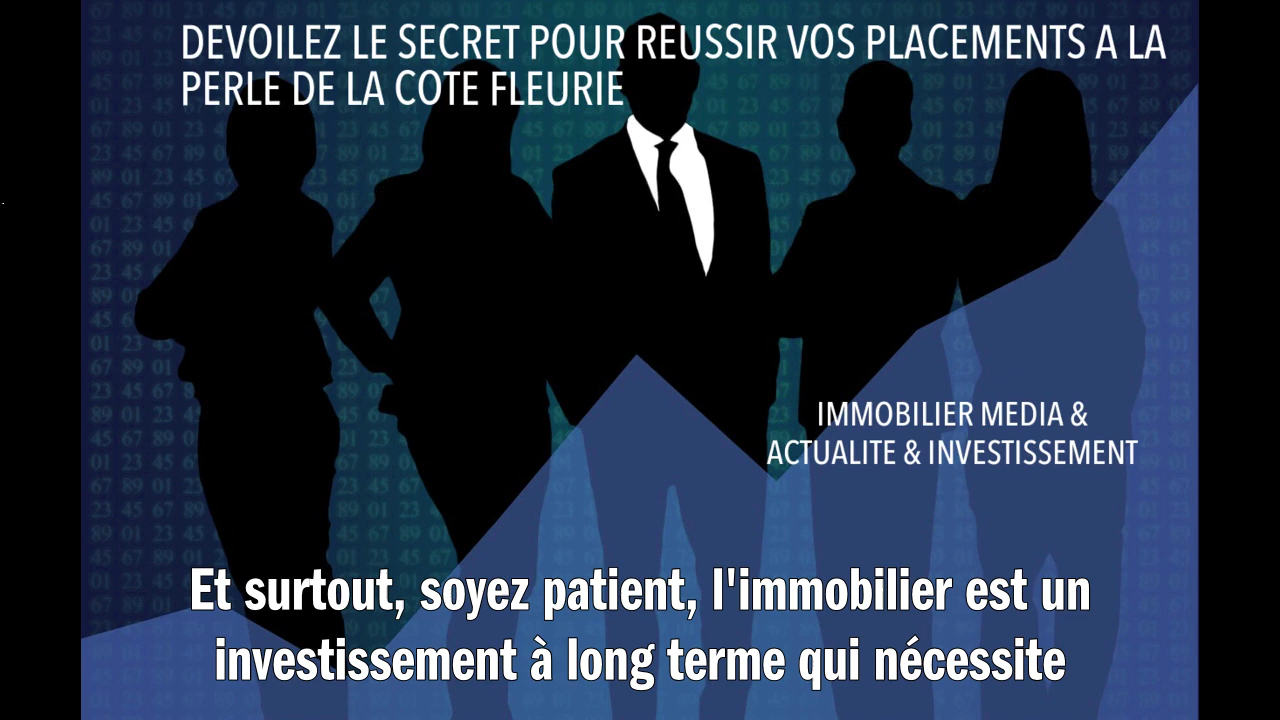 DEVOILEZ LE SECRET POUR REUSSIR VOS PLACEMENTS A LA
PERLE DE LA COTE FLEURIE
IMMOBILIER MEDIA &
ACTUALITE & INVESTISSEMENT
Et surtout, soyez patient, l'immobilier est un
investissement à long terme qui nécessite